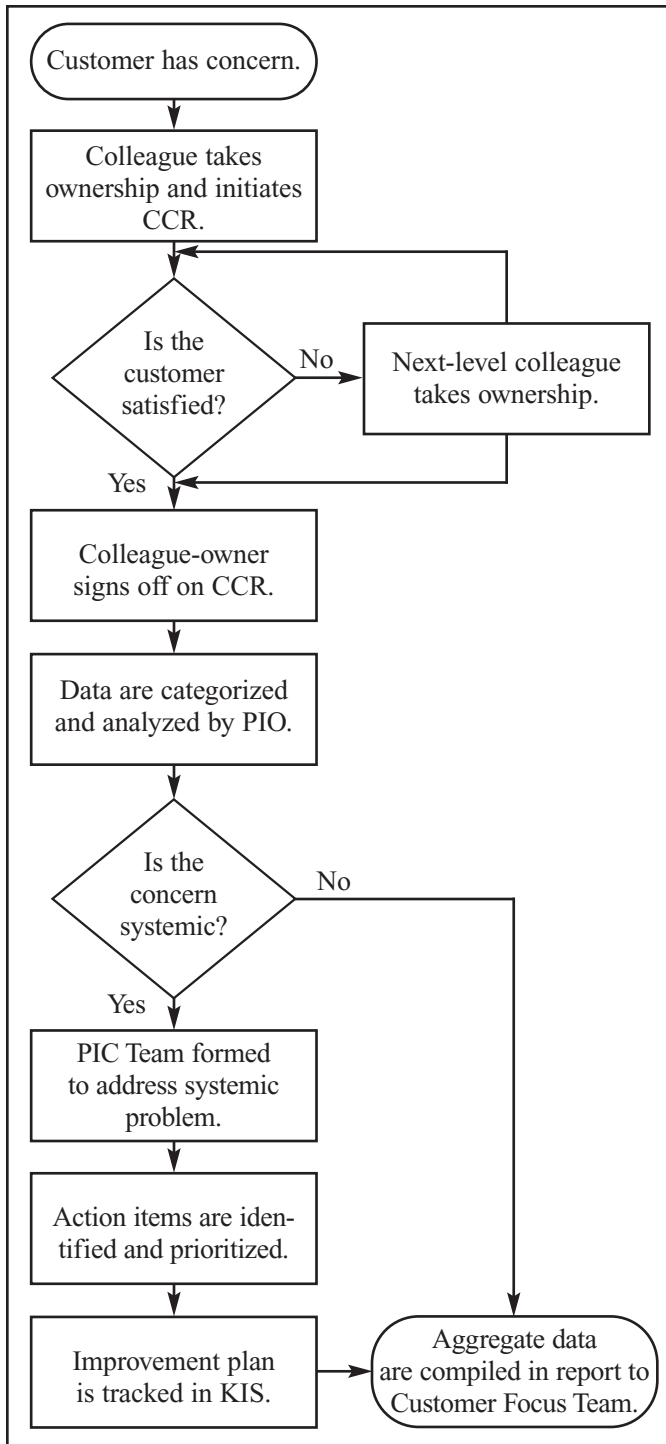 Customer has concern.
Colleague takes
ownership and initiates
CCR.
Is the
customer
satisfied?
No
Next-level colleague
takes ownership.
Yes
Colleague-owner
signs off on CCR.
Data are categorized
and analyzed by PIO.
Is the
concern
systemic?
No
Yes
PIC Team formed
to address systemic
problem.
Action items are iden-
tified and prioritized.
Improvement plan
is tracked in KIS.
Aggregate data
are compiled in report to
Customer Focus Team.